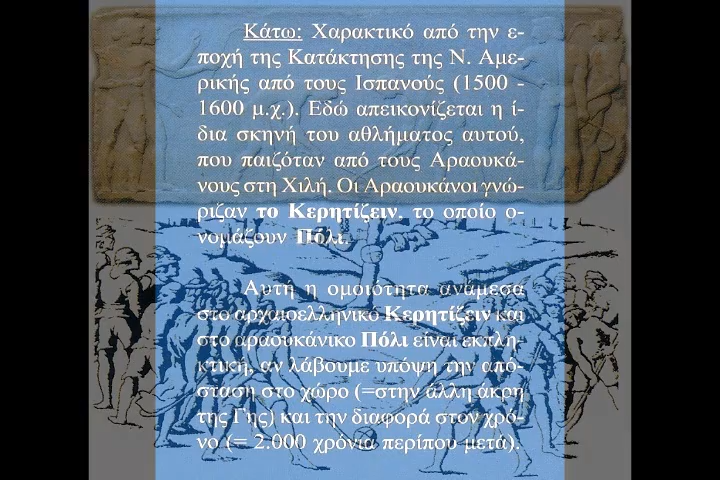 Κάτω: Χαρακτικό από την ε-
ποχή της Κατάκτησης της Ν. Αμε-
ρικής από τους Ισπανούς (1500 -
1600 μ.χ.). Εδώ απεικονίζεται η ί-
δια σκηνή του αθλήματος αυτού,
που παιζόταν από τους Αραουκά-
νους στη Χιλή. Οι Αραουκάνοι γνώ-
ριζαν το Κερητίζειν, το οποίο ο-
νομάζουν Πόλι.
Αυτή η ομοιότητα ανάμεσα
στο αρχαιοελληνικό Κερητίζειν και
στο αραουκάνικο Πόλι είναι εκπλη-
κτική, αν λάβουμε υπόψη την από-
σταση στο χώρο (=στην άλλη άκρη
της Γης) και την διαφορά στον χρό-
νο (= 2.000 χρόνια περίπου μετά).